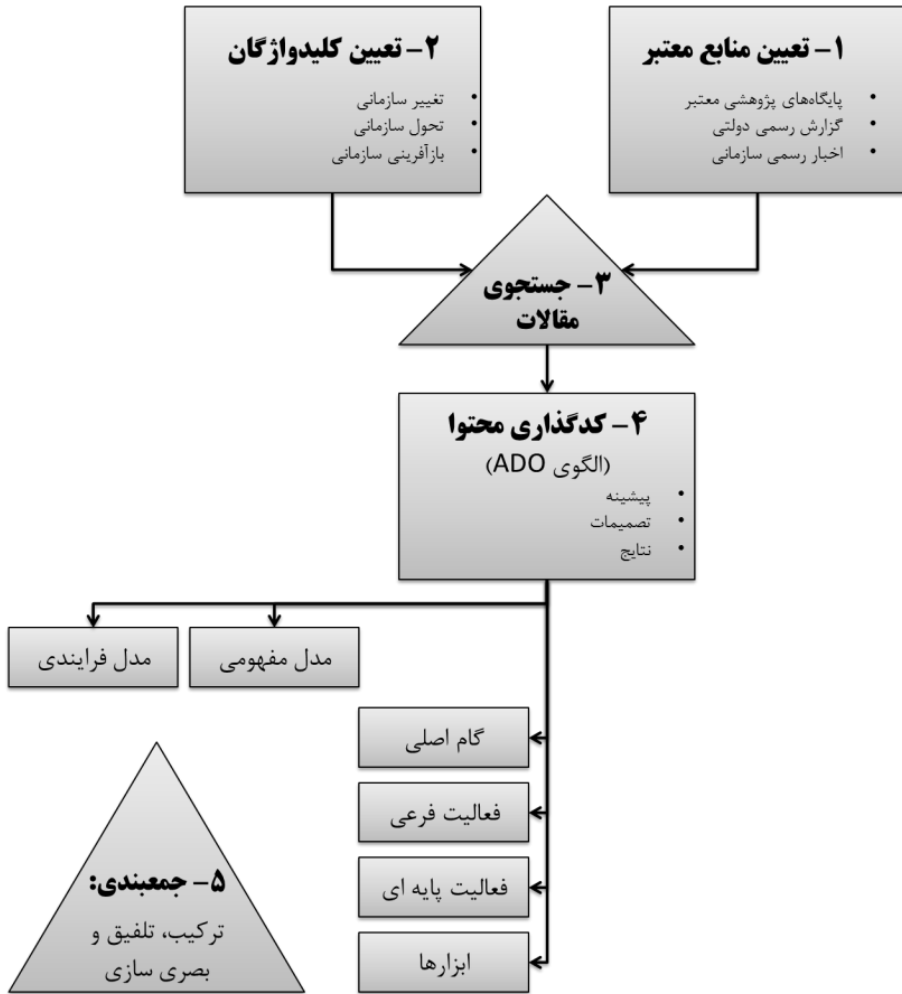 ۱- تعیین منابع معتبر
• پایگاه‌های پژوهشی معتبر
• گزارش رسمی دولتی
• اخبار رسمی سازمانی
۲- تعیین کلیدواژگان
• تغییر سازمانی
• تحول سازمانی
• بازآفرینی سازمانی
۳- جستجوی
مقالات
۴- کدگذاری محتوا
(الگوی ADO)
• پیشینه
• تصمیمات
• نتایج
مدل مفهومی
مدل فرایندی
گام اصلی
فعالیت فرعی
فعالیت پایه ای
ابزارها
۵- جمعبندی:
ترکیب، تلفیق و
بصری سازی